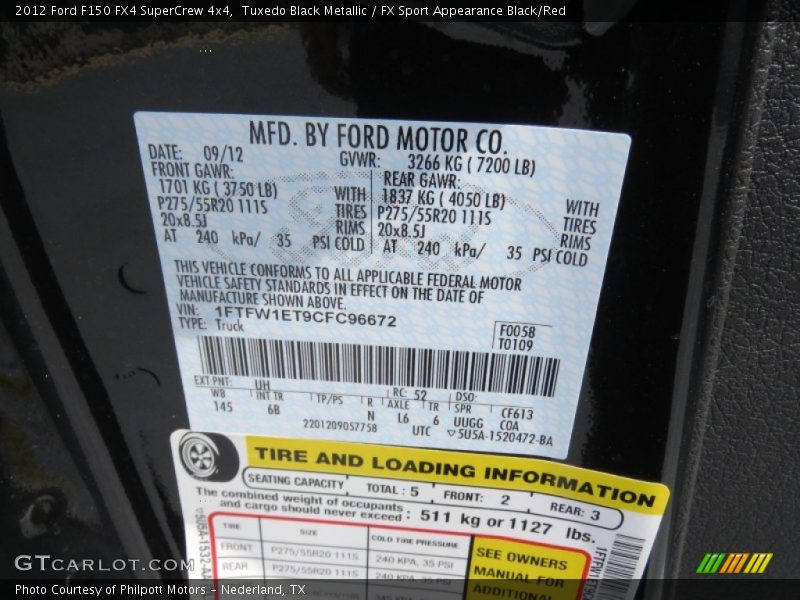 2012 Ford F150 FX4 SuperCrew 4x4, Tuxedo Black Metallic / FX Sport Appearance Black/Red
MFD. BY FORD MOTOR CO.
DATE: 09/12 GVWR: 3266 KG ( 7200 LB)
FRONT GAWR: REAR GAWR:
1701 KG ( 3750 LB) WITH 1837 KG ( 4050 LB) WITH
P275/55R20 111S TIRES P275/55R20 111S TIRES
20x8.5J RIMS 20x8.5J RIMS
AT 240 kPa/ 35 PSI COLD AT 240 kPa/ 35 PSI COLD
THIS VEHICLE CONFORMS TO ALL APPLICABLE FEDERAL MOTOR
VEHICLE SAFETY STANDARDS IN EFFECT ON THE DATE OF
MANUFACTURE SHOWN ABOVE.
VIN: 1FTFW1ET9CFC96672
TYPE: Truck
F0058
T0109
EXT PNT: UH RC: 52 DSO:
WB INT TR TP/PS R AXLE TR SPR CF613
145 6B N L6 6 UUGG COA
2201209057758 UTC ▽5U5A-1520472-BA
TIRE AND LOADING INFORMATION
SEATING CAPACITY TOTAL : 5 FRONT: 2 REAR: 3
The combined weight of occupants
and cargo should never exceed : 511 kg or 1127 lbs.
TIRE SIZE COLD TIRE PRESSURE
FRONT P275/55R20 111S 240 KPA, 35 PSI
REAR P275/55R20 111S 240 KPA, 35 PSI
SEE OWNERS
MANUAL FOR
ADDITIONAL
GTCarLot.com
Photo Courtesy of Philpott Motors - Nederland, TX